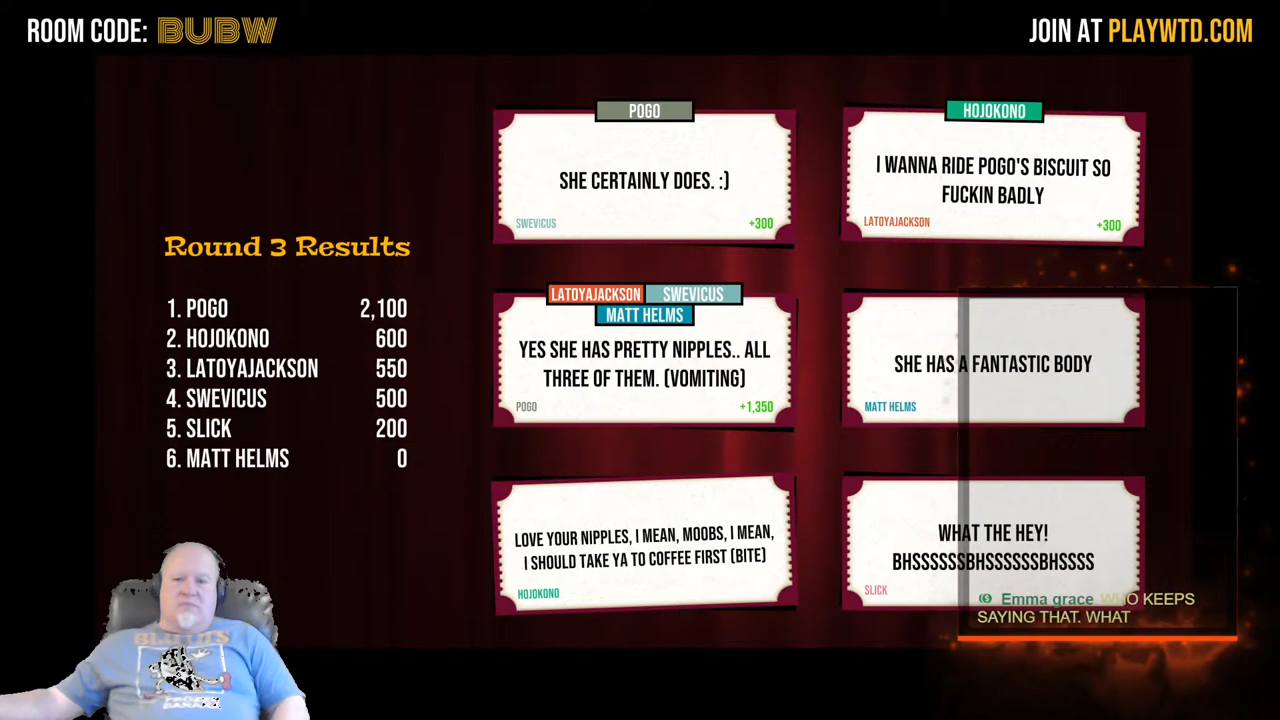 ROOM CODE: BUBW
JOIN AT PLAYWTD.COM
POGO
SHE CERTAINLY DOES. :)
SWEVICUS +300
HOJOKONO
I WANNA RIDE POGO'S BISCUIT SO
FUCKIN BADLY
LATOYAJACKSON +300
Round 3 Results
1. POGO 2,100
2. HOJOKONO 600
3. LATOYAJACKSON 550
4. SWEVICUS 500
5. SLICK 200
6. MATT HELMS 0
LATOYAJACKSON SWEVICUS
MATT HELMS
YES SHE HAS PRETTY NIPPLES.. ALL
THREE OF THEM. (VOMITING)
POGO +1,350
SHE HAS A FANTASTIC BODY
MATT HELMS
LOVE YOUR NIPPLES, I MEAN, MOOBS, I MEAN,
I SHOULD TAKE YA TO COFFEE FIRST (BITE)
HOJOKONO
WHAT THE HEY!
BHSSSSSSBHSSSSSSBHSSSS
SLICK
Emma grace WHO KEEPS
SAYING THAT. WHAT